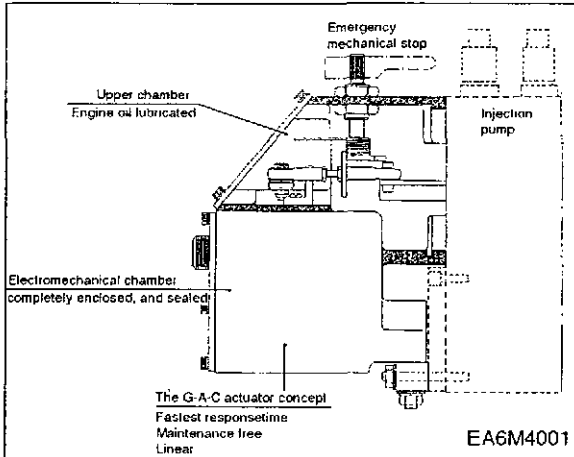 Emergency
mechanical stop
Upper chamber
Engine oil lubricated
Injection
pump
Electromechanical chamber
completely enclosed, and sealed
The G-A-C actuator concept
Fastest responsetime
Maintenance free
Linear
EA6M4001